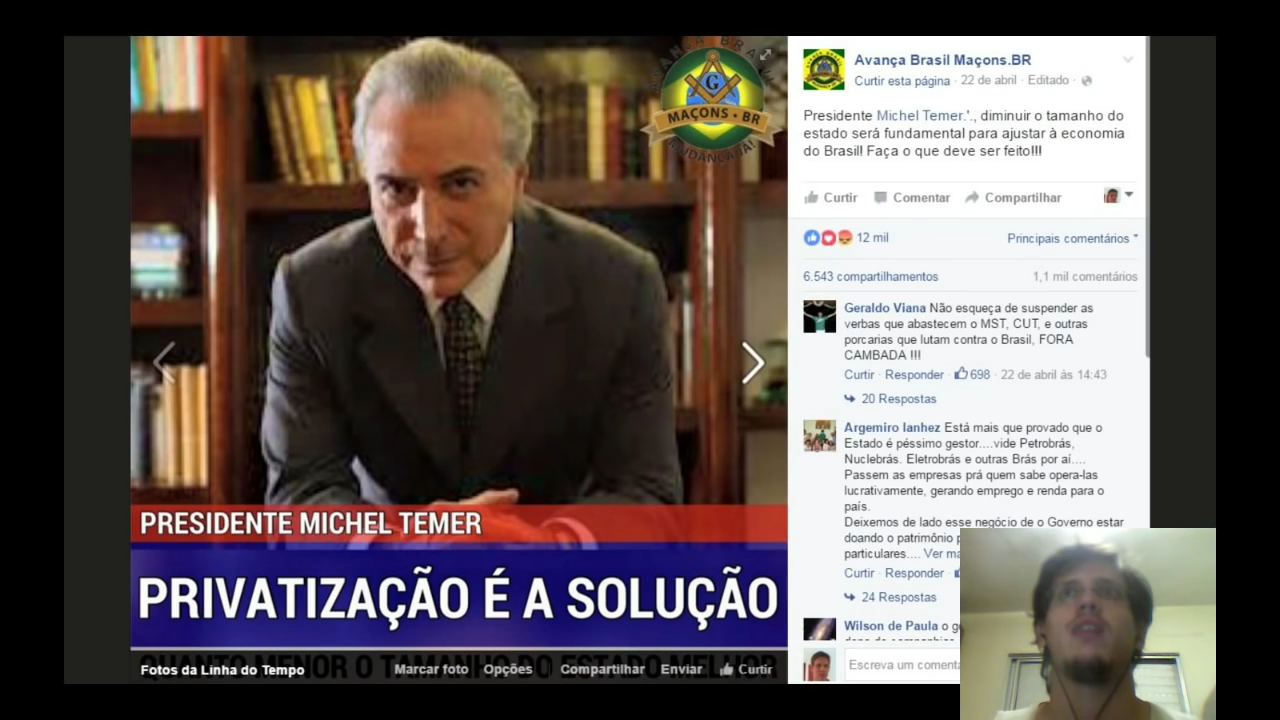 MAÇONS • BR
G
PRESIDENTE MICHEL TEMER
PRIVATIZAÇÃO É A SOLUÇÃO
Fotos da Linha do Tempo
Marcar foto Opções Compartilhar Enviar Curtir
Avança Brasil Maçons.BR
Curtir esta página · 22 de abril · Editado ·
Presidente Michel Temer.'., diminuir o tamanho do
estado será fundamental para ajustar à economia
do Brasil! Faça o que deve ser feito!!!
Curtir Comentar Compartilhar
12 mil
Principais comentários
6.543 compartilhamentos
1,1 mil comentários
Geraldo Viana Não esqueça de suspender as
verbas que abastecem o MST, CUT, e outras
porcarias que lutam contra o Brasil, FORA
CAMBADA !!!
Curtir · Responder · 698 · 22 de abril às 14:43
20 Respostas
Argemiro Ianhez Está mais que provado que o
Estado é péssimo gestor....vide Petrobrás,
Nuclebrás. Eletrobrás e outras Brás por aí....
Passem as empresas prá quem sabe opera-las
lucrativamente, gerando emprego e renda para o
país.
Deixemos de lado esse negócio de o Governo estar
doando o patrimônio
particulares.... Ver
Curtir · Responder ·
24 Respostas
Wilson de Paula o
Escreva um